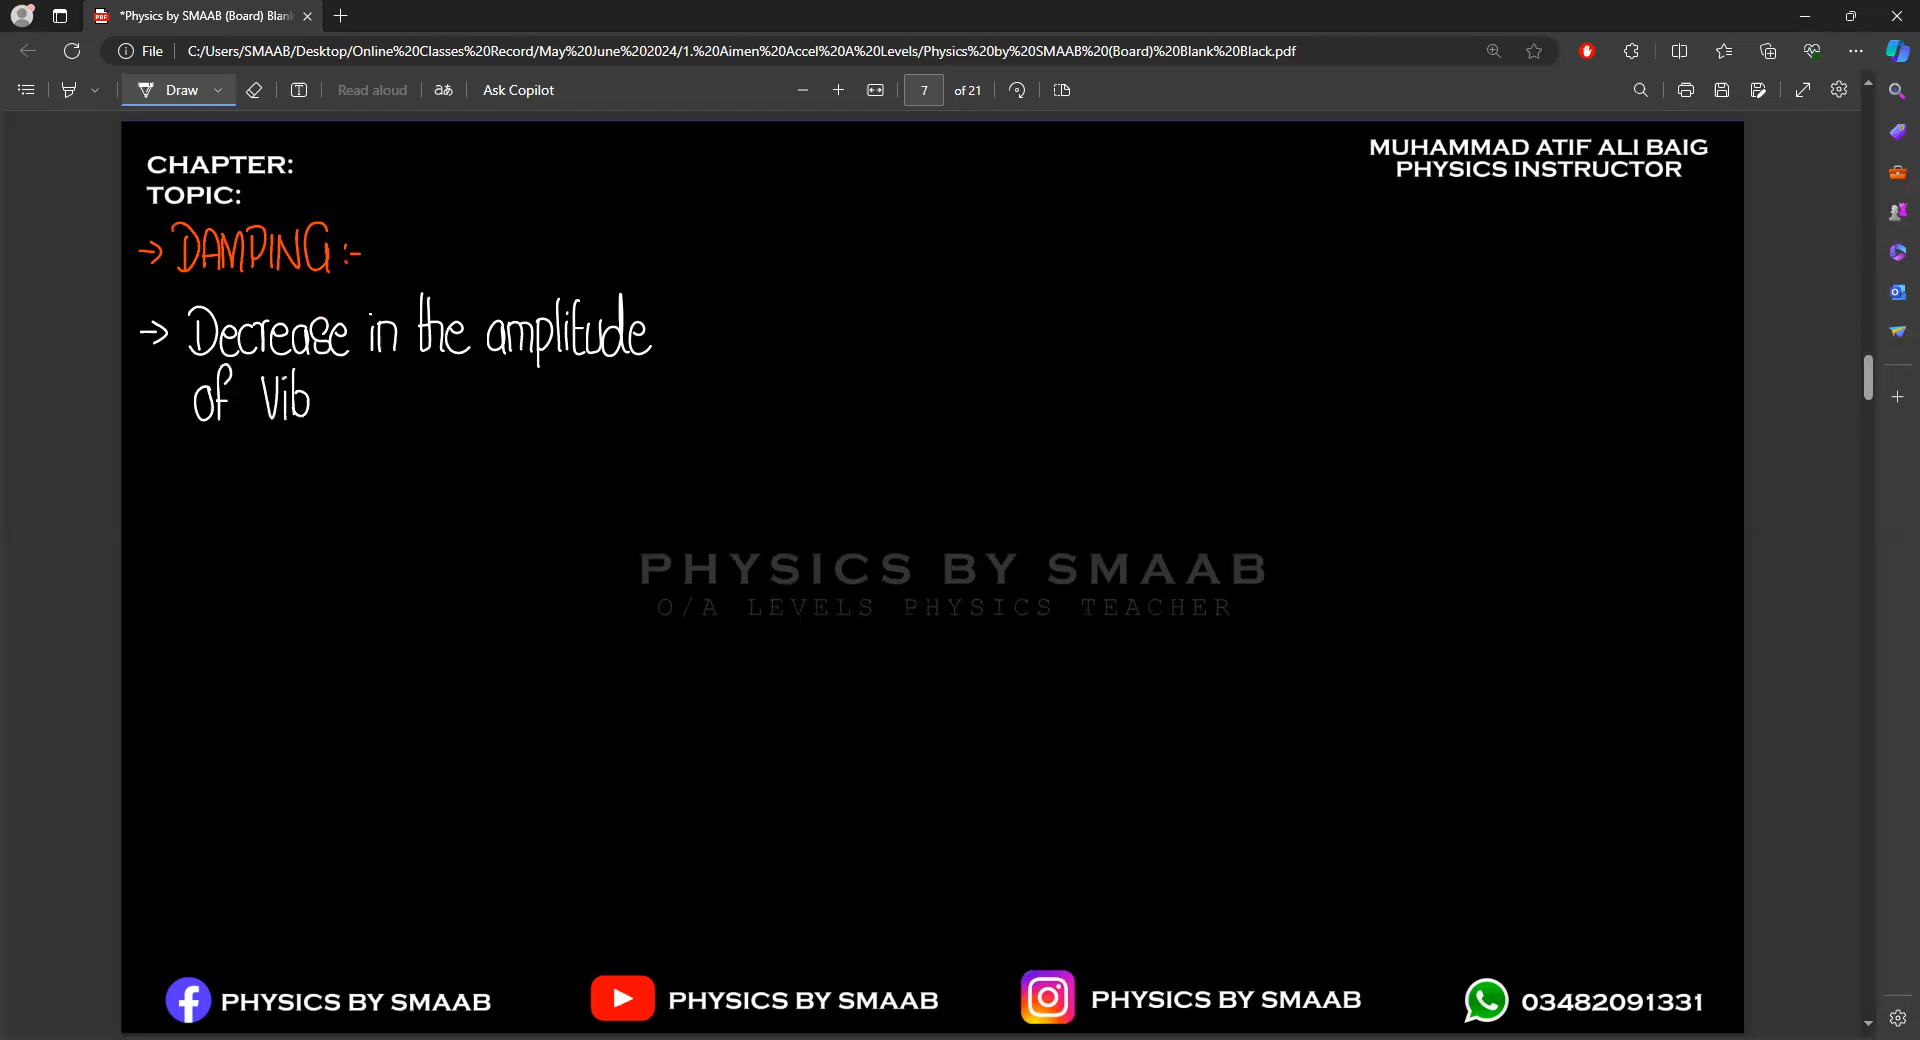 *Physics by SMAAB (Board) Blan
File
C:/Users/SMAAB/Desktop/Online%20Classes%20Record/May%20June%202024/1.%20Aimen%20Accel%20A%20Levels/Physics%20by%20SMAAB%20(Board)%20Blank%20Black.pdf
Draw
Read aloud
aあ
Ask Copilot
7 of 21
CHAPTER:
TOPIC:
MUHAMMAD ATIF ALI BAIG
PHYSICS INSTRUCTOR
→ DAMPING :-
→ Decrease in the amplitude
of Vib
PHYSICS BY SMAAB
O/A LEVELS PHYSICS TEACHER
PHYSICS BY SMAAB
PHYSICS BY SMAAB
PHYSICS BY SMAAB
03482091331